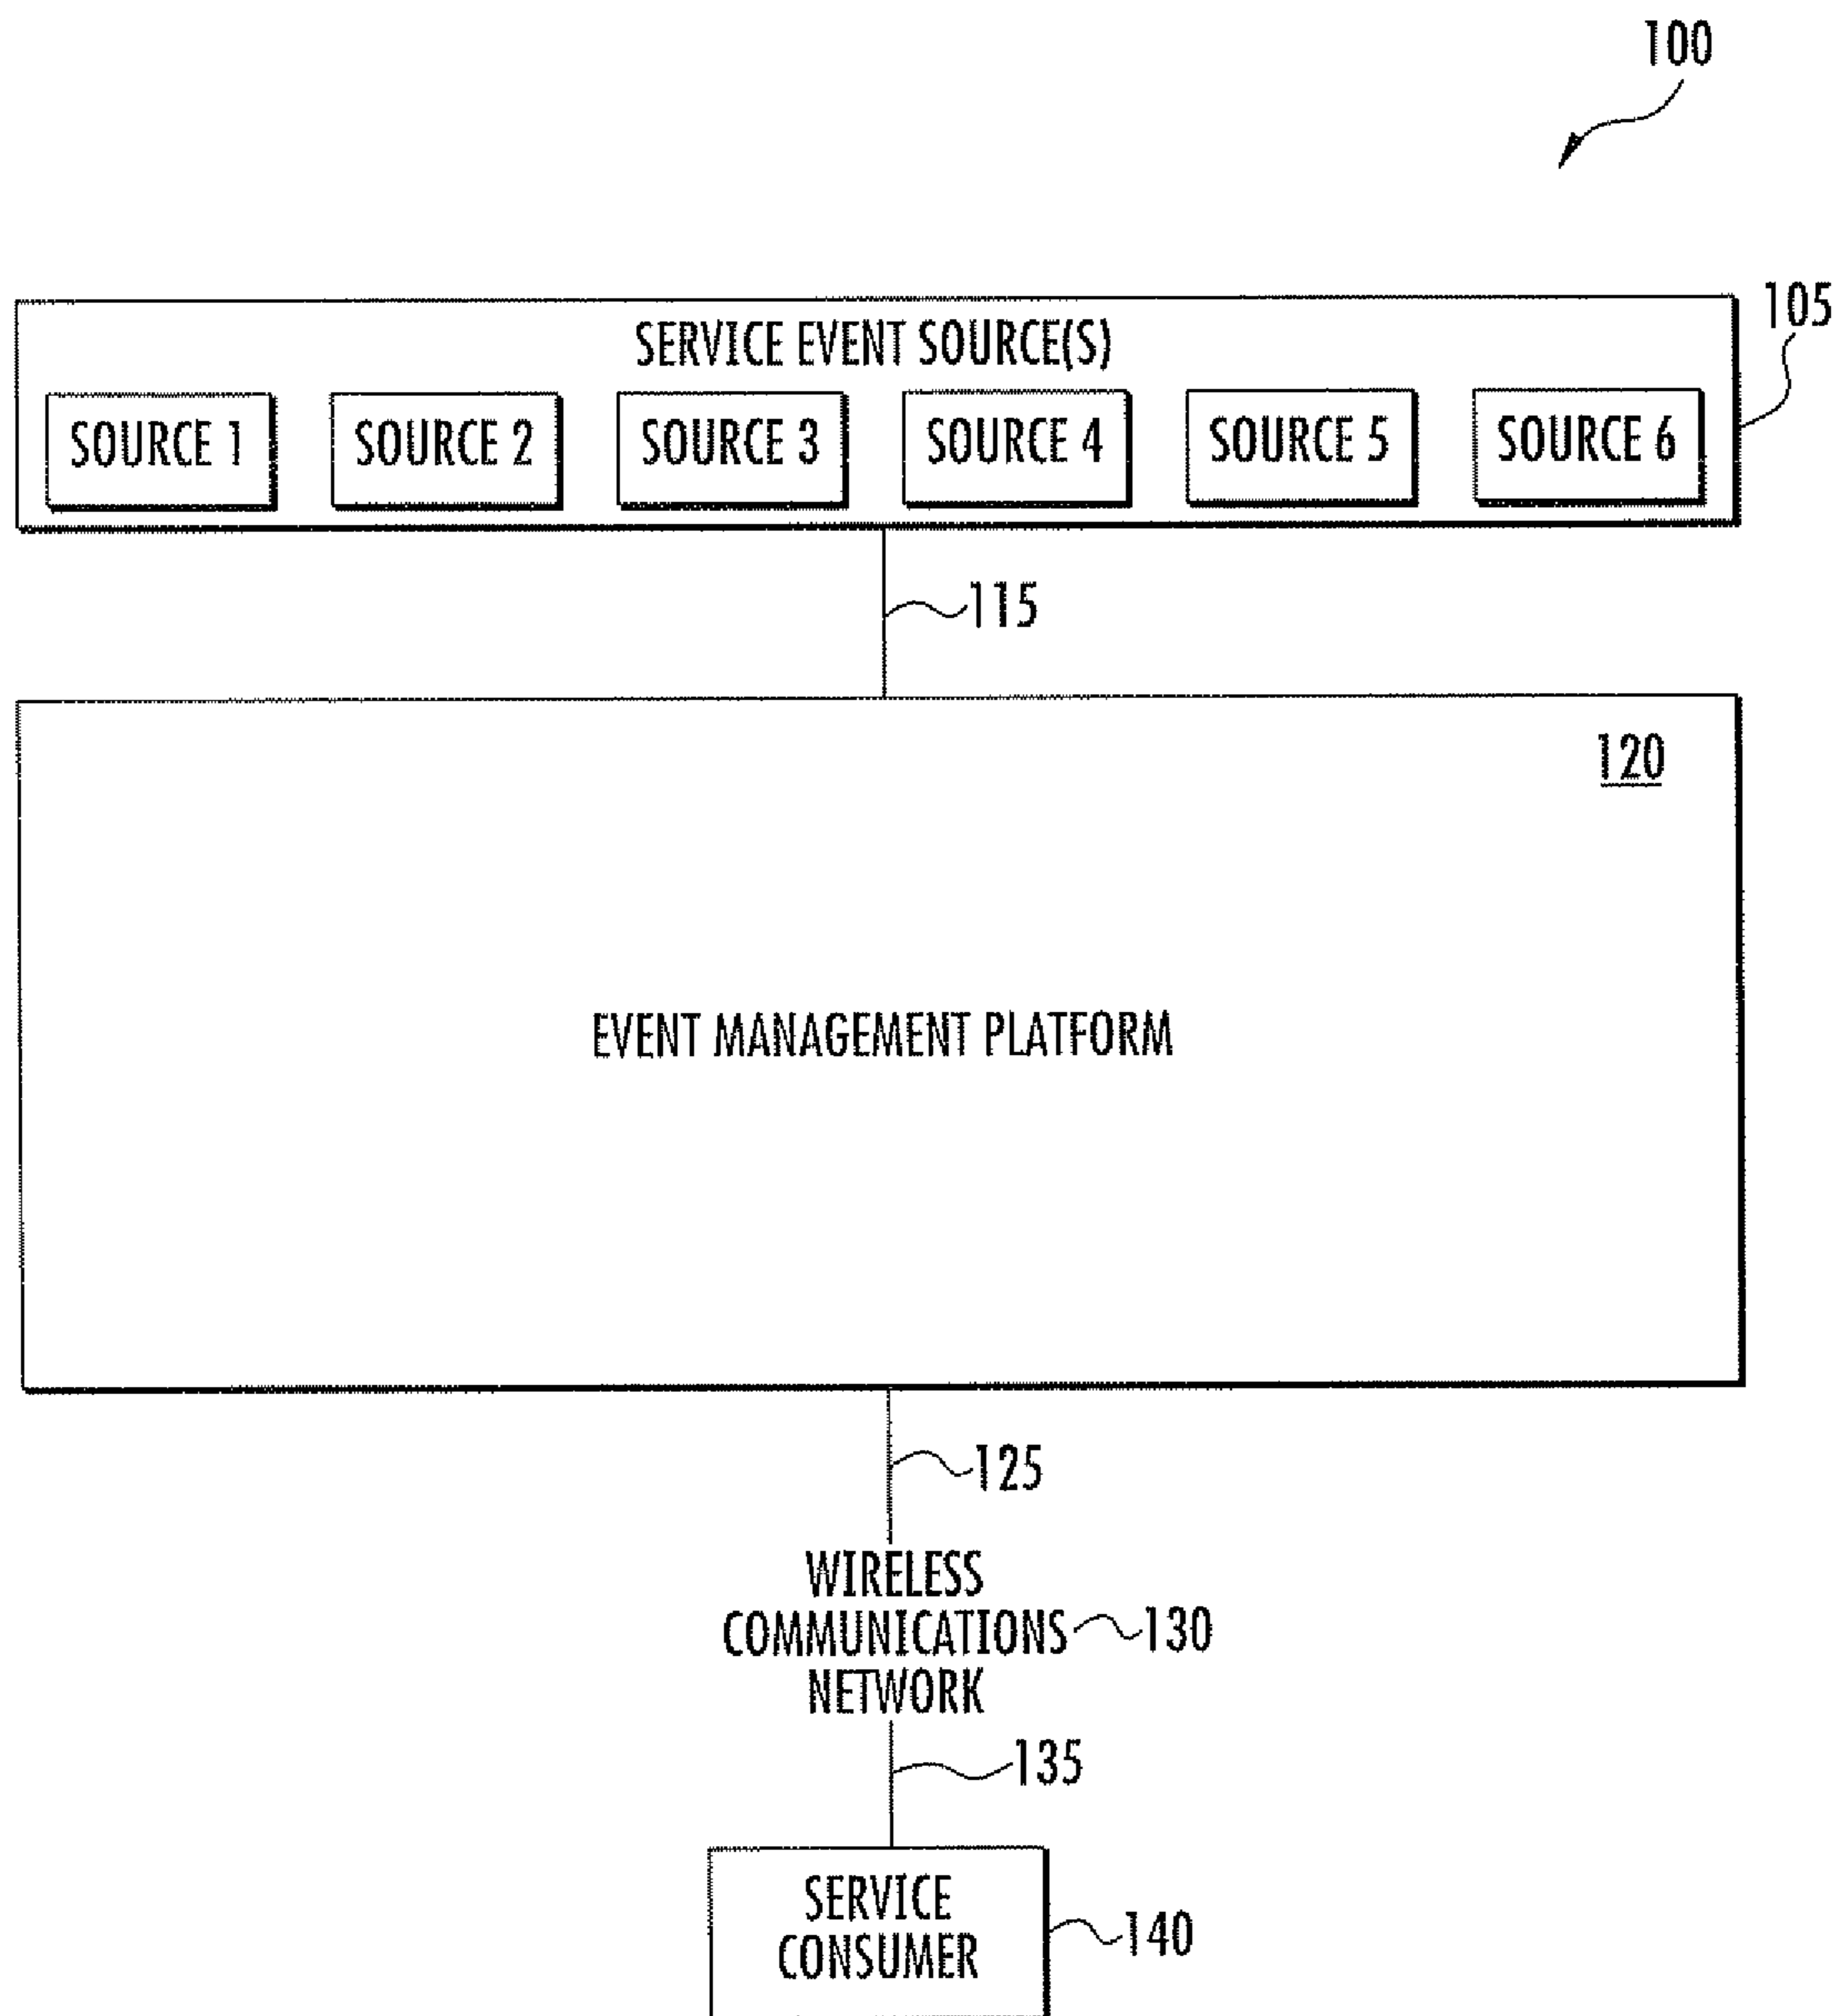 100
SERVICE EVENT SOURCE(S)
105
SOURCE 1
SOURCE 2
SOURCE 3
SOURCE 4
SOURCE 5
SOURCE 6
115
120
EVENT MANAGEMENT PLATFORM
125
WIRELESS
COMMUNICATIONS
NETWORK
130
135
SERVICE
CONSUMER
140